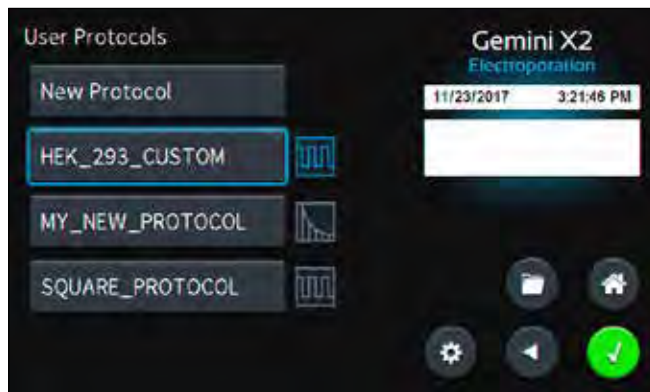 User Protocols
New Protocol
HEK_293_CUSTOM
MY_NEW_PROTOCOL
SQUARE_PROTOCOL
Gemini X2
Electroporation
11/23/2017 3:21:46 PM